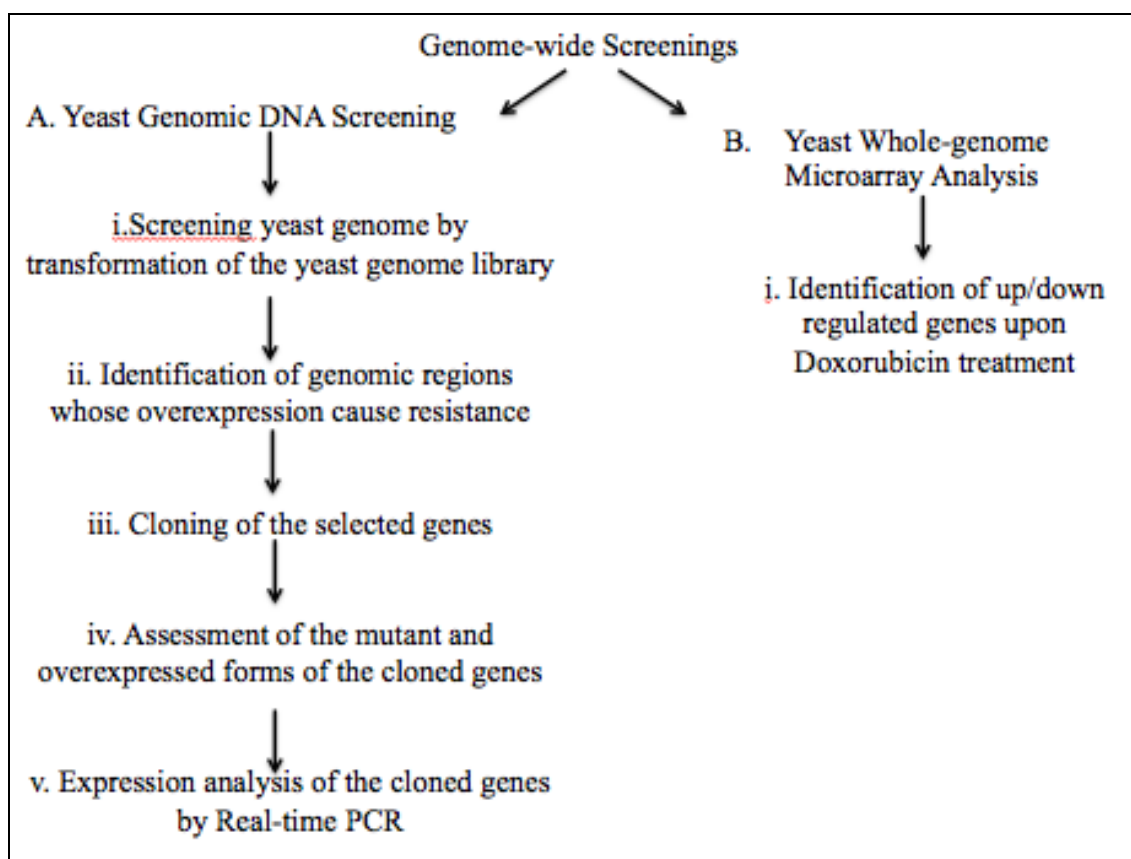 Genome-wide Screenings
A. Yeast Genomic DNA Screening
i.Screening yeast genome by
transformation of the yeast genome library
ii. Identification of genomic regions
whose overexpression cause resistance
iii. Cloning of the selected genes
iv. Assessment of the mutant and
overexpressed forms of the cloned genes
v. Expression analysis of the cloned genes
by Real-time PCR
B. Yeast Whole-genome
Microarray Analysis
i. Identification of up/down
regulated genes upon
Doxorubicin treatment